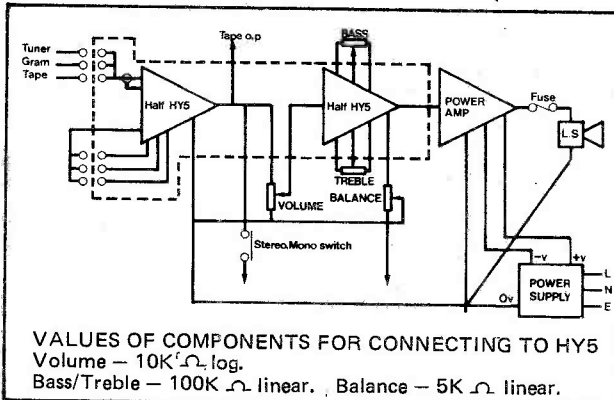 Tape o.p
BASS
Tuner
Gram
Tape
Half HY5
Half HY5
POWER
AMP
Fuse
L.S
TREBLE
VOLUME
BALANCE
Stereo.Mono switch
-v
+v
L
POWER
SUPPLY
N
0v
E
VALUES OF COMPONENTS FOR CONNECTING TO HY5
Volume — 10K Ω log.
Bass/Treble — 100K Ω linear. Balance — 5K Ω linear.